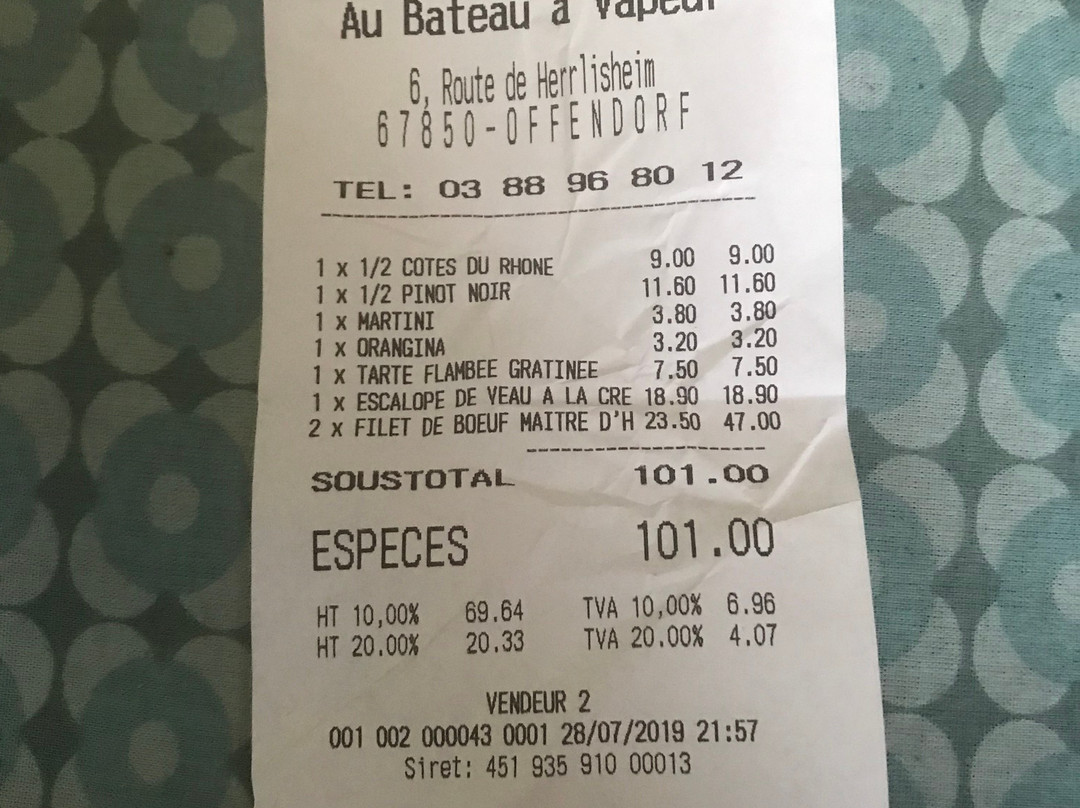 Au Bateau à Vapeur
6, Route de Herrlisheim
67850-OFFENDORF
TEL: 03 88 96 80 12
1 x 1/2 COTES DU RHONE 9.00 9.00
1 x 1/2 PINOT NOIR 11.60 11.60
1 x MARTINI 3.80 3.80
1 x ORANGINA 3.20 3.20
1 x TARTE FLAMBEE GRATINEE 7.50 7.50
1 x ESCALOPE DE VEAU A LA CRE 18.90 18.90
2 x FILET DE BOEUF MAITRE D'H 23.50 47.00
SOUSTOTAL 101.00
ESPECES 101.00
HT 10,00% 69.64 TVA 10,00% 6.96
HT 20.00% 20.33 TVA 20.00% 4.07
VENDEUR 2
001 002 000043 0001 28/07/2019 21:57
Siret: 451 935 910 00013